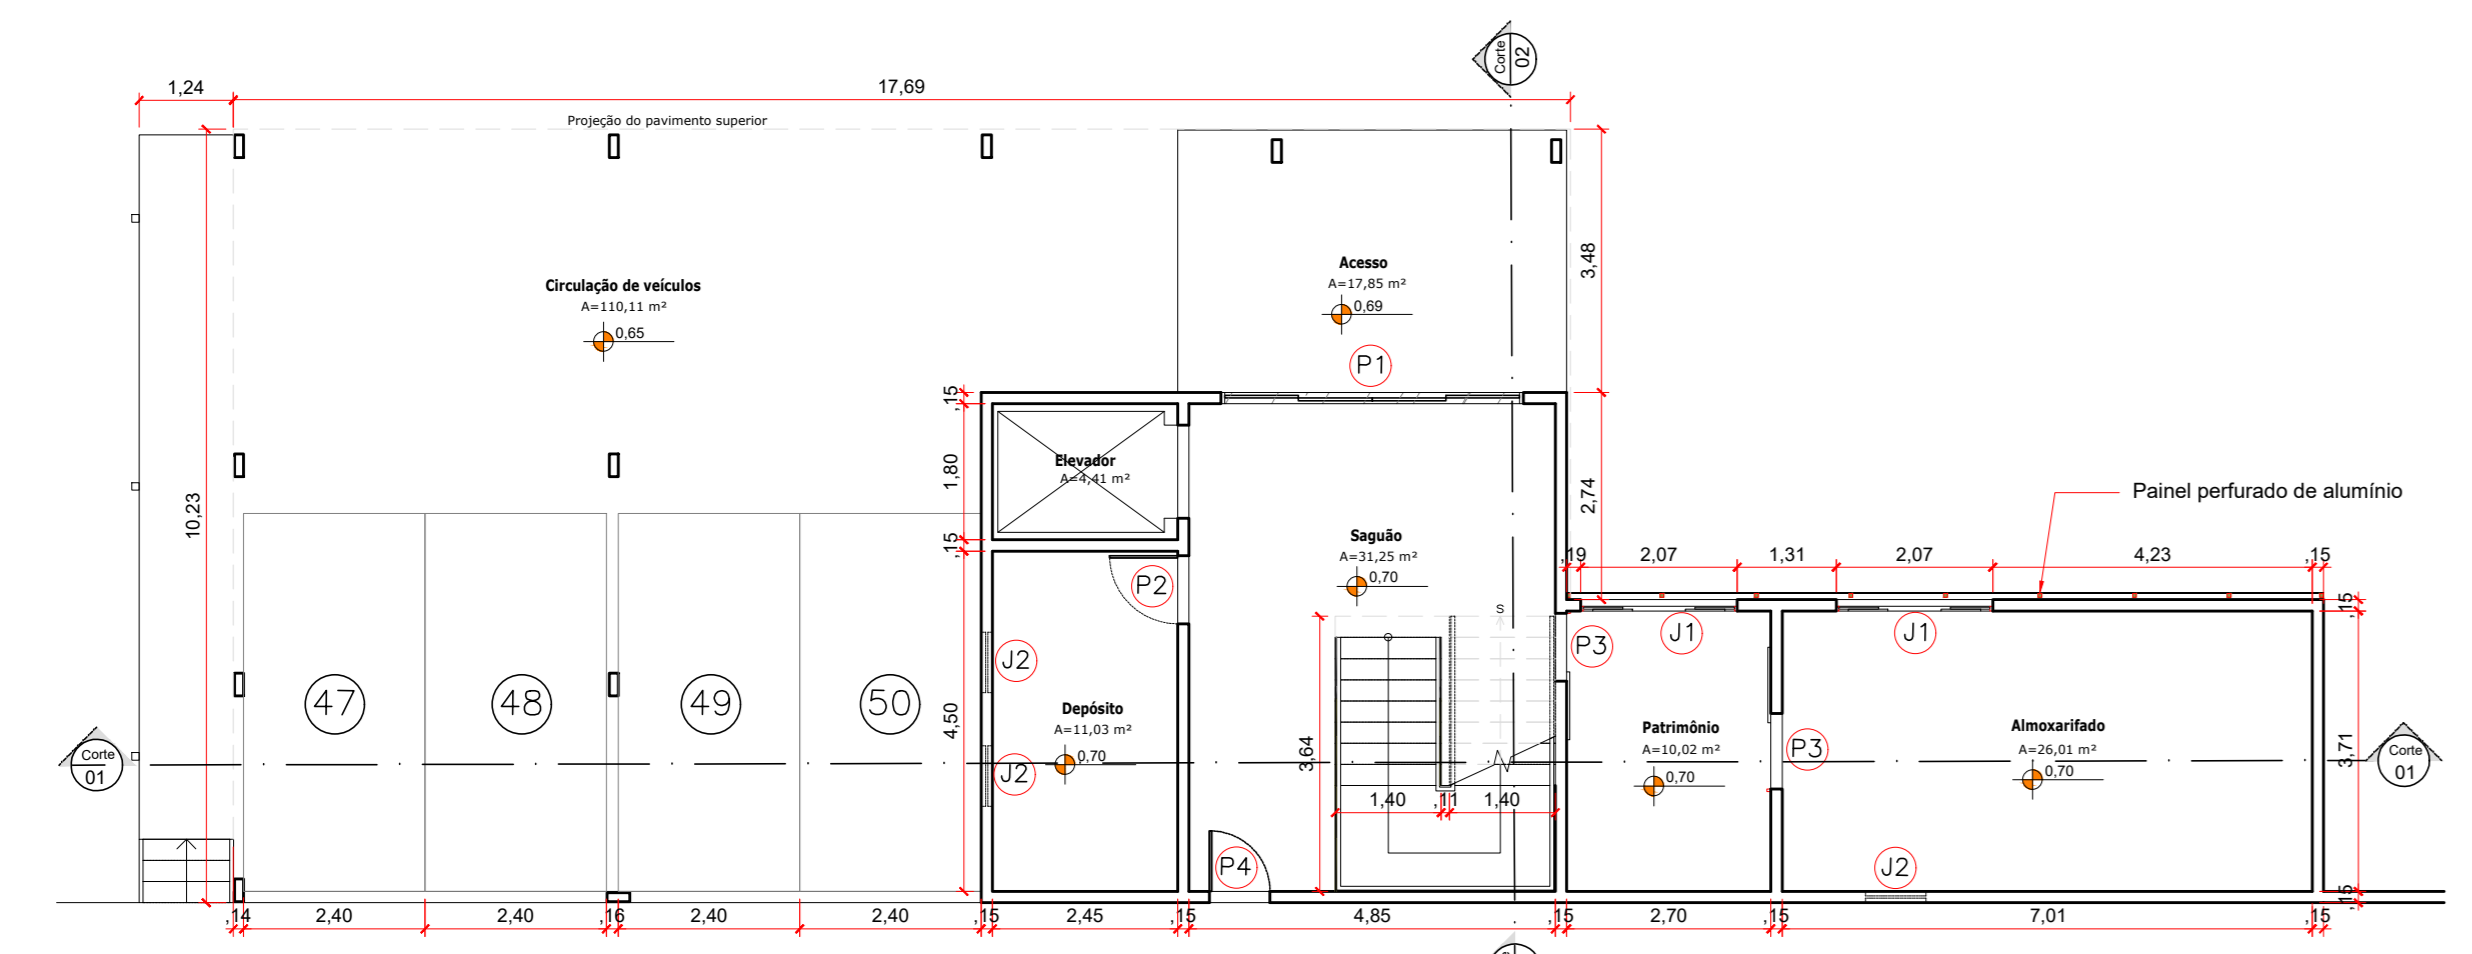 Corte
02
1,24
17,69
Projeção do pavimento superior
Circulação de veículos
A=110,11 m²
0,65
Acesso
A=17,85 m²
0,69
P1
3,48
,15
Elevador
A=4,41 m²
1,80
10,23
2,74
Painel perfurado de alumínio
Saguão
A=31,25 m²
0,70
,15
,19
2,07
1,31
2,07
4,23
,15
P2
S
,15
J2
P3
J1
J1
47
48
49
50
4,50
Depósito
A=11,03 m²
0,70
3,64
Patrimônio
A=10,02 m²
0,70
P3
Almoxarifado
A=26,01 m²
0,70
3,71
Corte
01
Corte
01
J2
1,40
,11
1,40
P4
J2
,15
,14
2,40
2,40
,16
2,40
2,40
,15
2,45
,15
4,85
,15
2,70
,15
7,01
,15